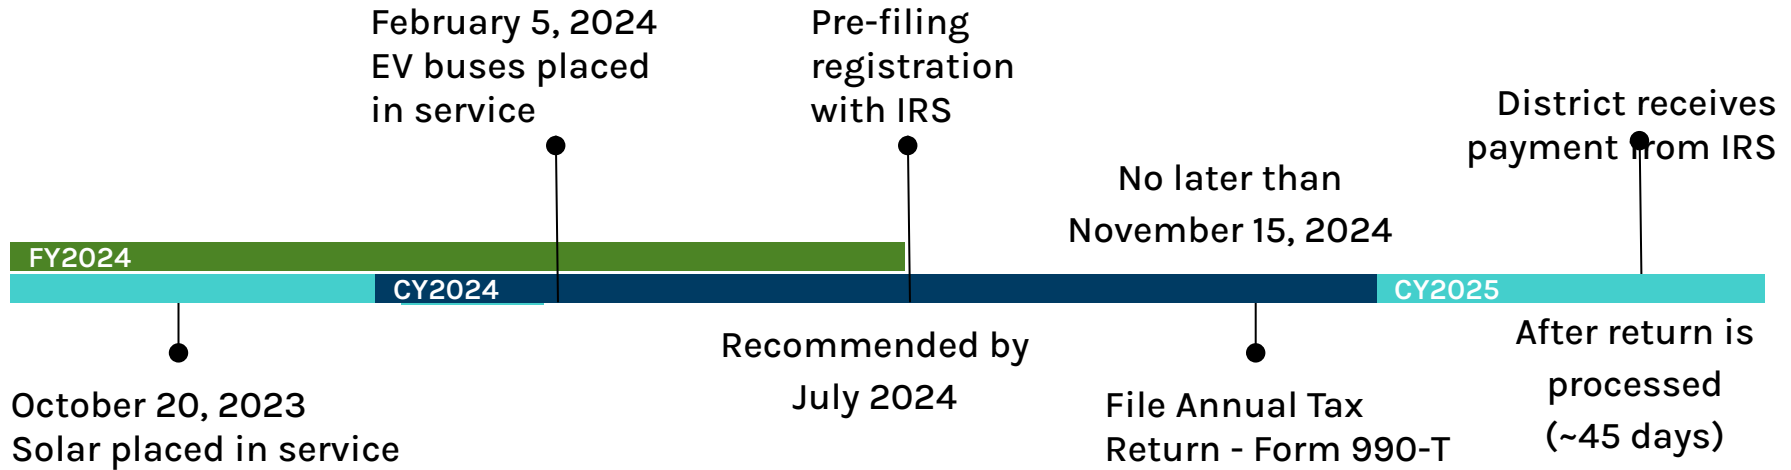 February 5, 2024
EV buses placed
in service
Pre-filing
registration
with IRS
District receives
payment from IRS
No later than
November 15, 2024
FY2024
CY2024
CY2025
October 20, 2023
Solar placed in service
Recommended by
July 2024
File Annual Tax
Return - Form 990-T
After return is
processed
(~45 days)